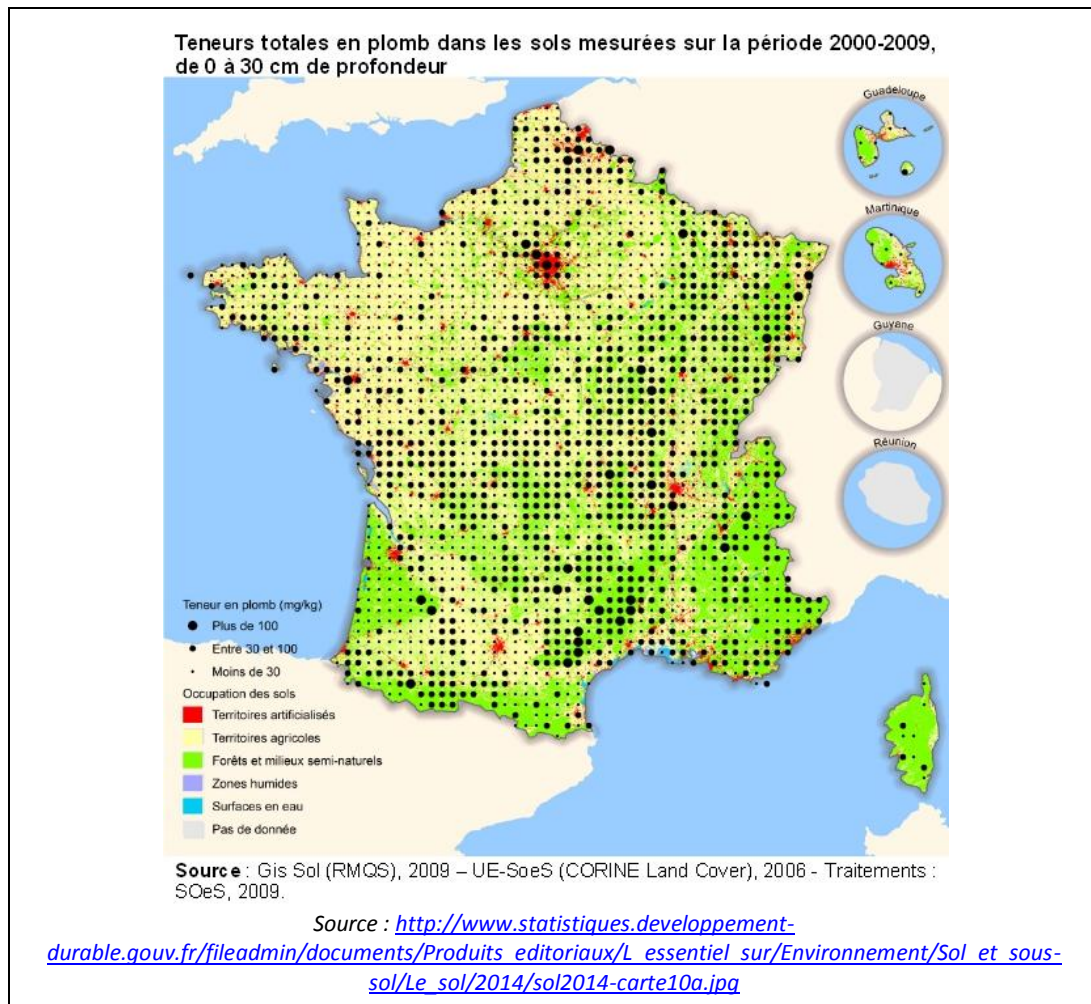 Teneurs totales en plomb dans les sols mesurées sur la période 2000-2009,
de 0 à 30 cm de profondeur
Guadeloupe
Martinique
Guyane
Réunion
Teneur en plomb (mg/kg)
Plus de 100
Entre 30 et 100
Moins de 30
Occupation des sols
Territoires artificialisés
Territoires agricoles
Forêts et milieux semi-naturels
Zones humides
Surfaces en eau
Pas de donnée
Source : Gis Sol (RMQS), 2009 – UE-SoeS (CORINE Land Cover), 2006 - Traitements :
SOeS, 2009.
Source : http://www.statistiques.developpement-
durable.gouv.fr/fileadmin/documents/Produits_editoriaux/L_essentiel_sur/Environnement/Sol_et_sous-
sol/Le_sol/2014/sol2014-carte10a.jpg